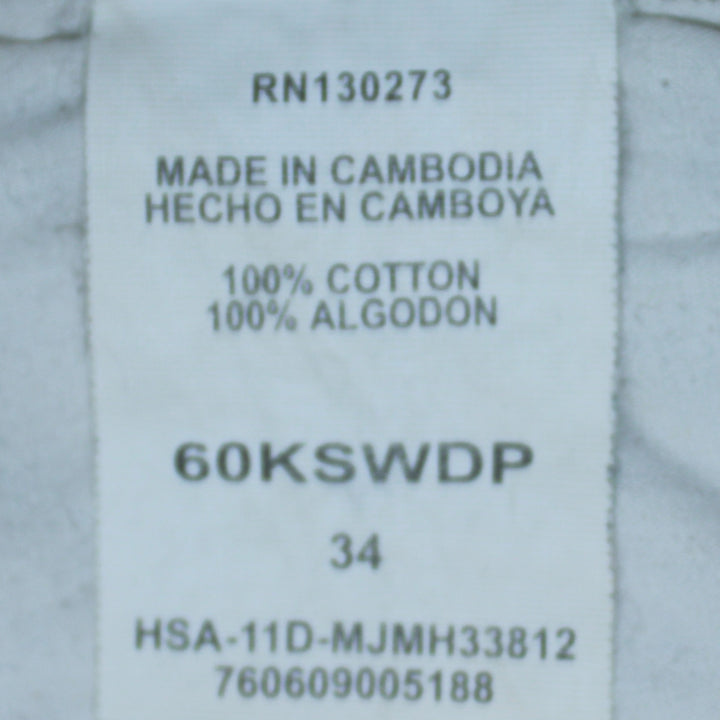 RN130273
MADE IN CAMBODIA
HECHO EN CAMBOYA
100% COTTON
100% ALGODON
60KSWDP
34
HSA-11D-MJMH33812
760609005188